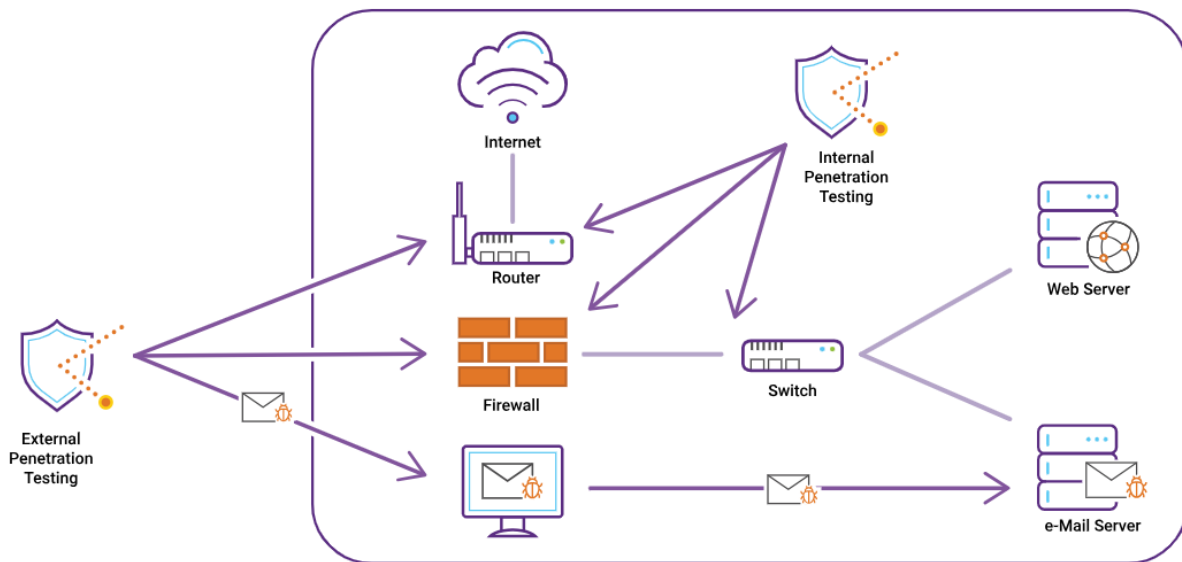 Internet
Internal
Penetration
Testing
Router
Web Server
External
Penetration
Testing
Firewall
Switch
e-Mail Server